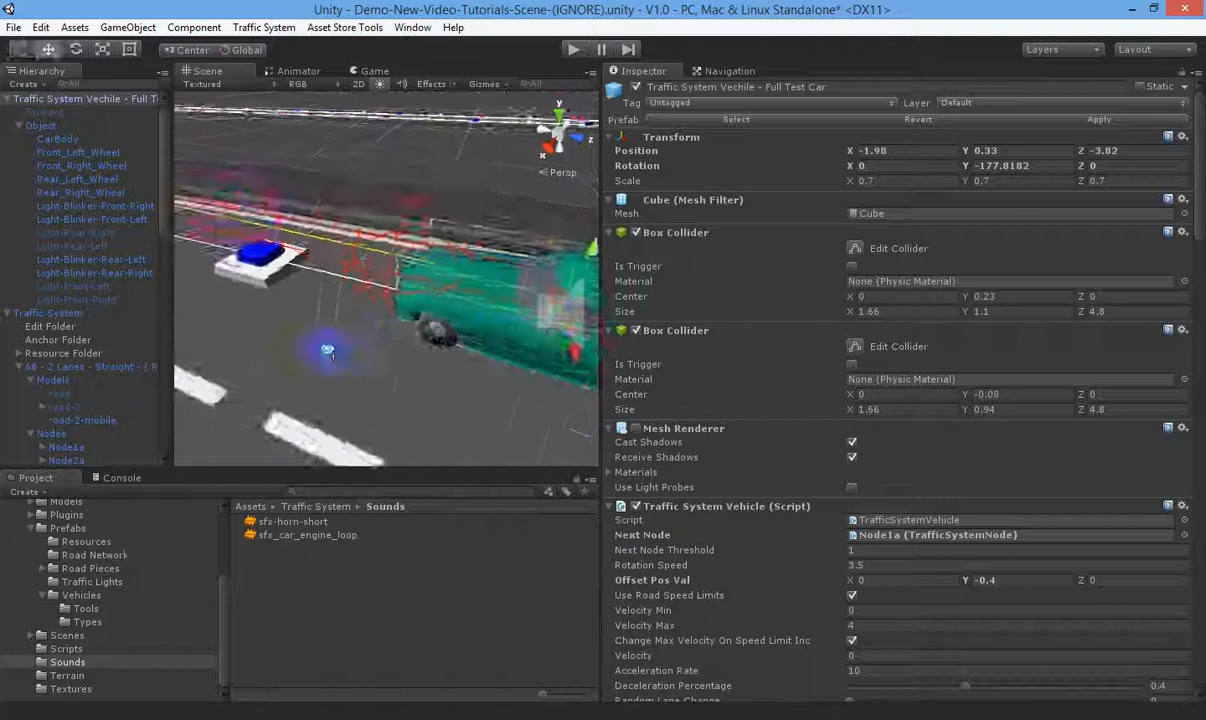 Unity - Demo-New-Video-Tutorials-Scene-(IGNORE).unity - V1.0 - PC, Mac & Linux Standalone* <DX11>
File Edit Assets GameObject Component Traffic System Asset Store Tools Window Help
Center Global Layers Layout
Hierarchy
Create All
Traffic System Vechile - Full T
Forward
Object
CarBody
Front_Left_Wheel
Front_Right_Wheel
Rear_Left_Wheel
Rear_Right_Wheel
Light-Blinker-Front-Right
Light-Blinker-Front-Left
Light-Rear-Right
Light-Rear-Left
Light-Blinker-Rear-Left
Light-Blinker-Rear-Right
Light-Front-Left
Light-Front-Right
Traffic System
Edit Folder
Anchor Folder
Resource Folder
68 - 2 Lanes - Straight - ( R
Models
road
road-2
road-2-mobile
Nodes
Node1a
Node2a
Scene Animator Game
Textured RGB 2D Effects Gizmos All
y
z
x
Persp
Project Console
Create
Models
Plugins
Prefabs
Resources
Road Network
Road Pieces
Traffic Lights
Vehicles
Tools
Types
Scenes
Scripts
Sounds
Terrain
Textures
Assets Traffic System Sounds
sfx-horn-short
sfx_car_engine_loop
Inspector Navigation
Traffic System Vechile - Full Test Car Static
Tag Untagged Layer Default
Prefab Select Revert Apply
Transform
Position X -1.98 Y 0.33 Z -3.82
Rotation X 0 Y -177.8182 Z 0
Scale X 0.7 Y 0.7 Z 0.7
Cube (Mesh Filter)
Mesh Cube
Box Collider
Edit Collider
Is Trigger
Material None (Physic Material)
Center X 0 Y 0.23 Z 0
Size X 1.66 Y 1.1 Z 4.8
Box Collider
Edit Collider
Is Trigger
Material None (Physic Material)
Center X 0 Y -0.08 Z 0
Size X 1.66 Y 0.94 Z 4.8
Mesh Renderer
Cast Shadows
Receive Shadows
Materials
Use Light Probes
Traffic System Vehicle (Script)
Script TrafficSystemVehicle
Next Node Node1a (TrafficSystemNode)
Next Node Threshold 1
Rotation Speed 3.5
Offset Pos Val X 0 Y -0.4 Z 0
Use Road Speed Limits
Velocity Min 0
Velocity Max 4
Change Max Velocity On Speed Limit Inc
Velocity 0
Acceleration Rate 10
Deceleration Percentage 0.4
Random Lane Change 0